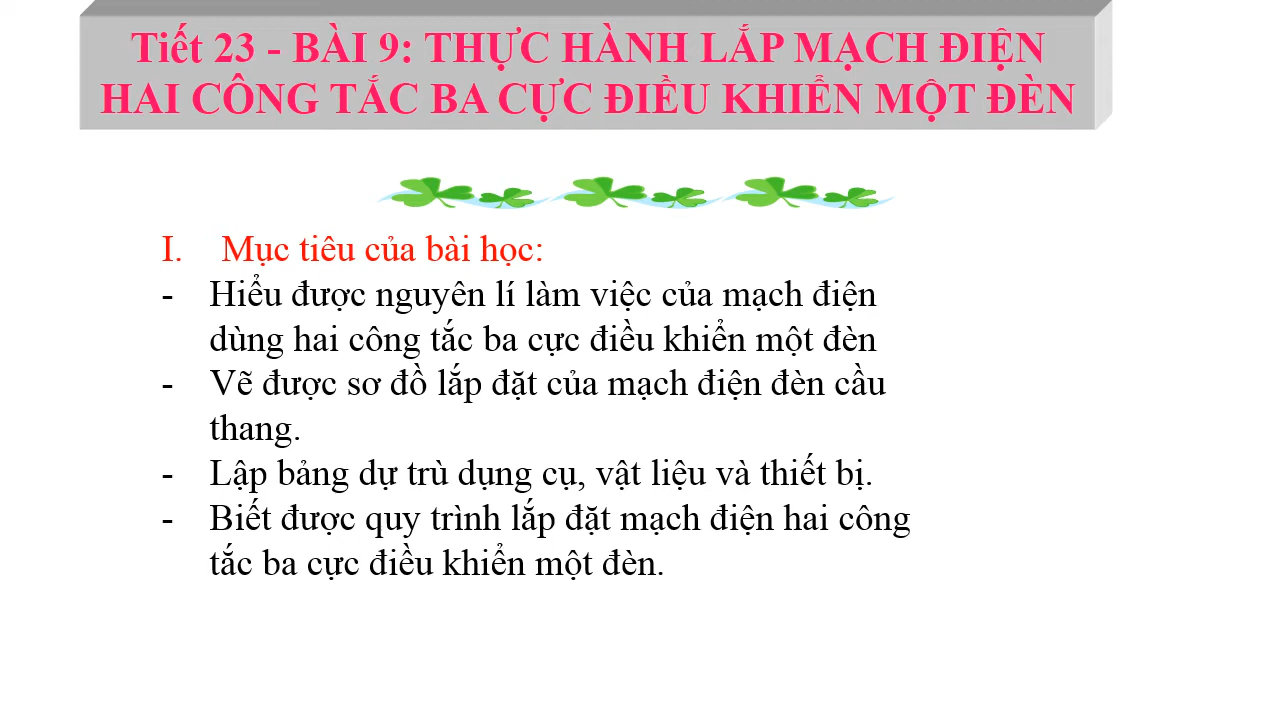 Tiết 23 - BÀI 9: THỰC HÀNH LẮP MẠCH ĐIỆN
HAI CÔNG TẮC BA CỰC ĐIỀU KHIỂN MỘT ĐÈN
I. Mục tiêu của bài học:
- Hiểu được nguyên lí làm việc của mạch điện
dùng hai công tắc ba cực điều khiển một đèn
- Vẽ được sơ đồ lắp đặt của mạch điện đèn cầu
thang.
- Lập bảng dự trù dụng cụ, vật liệu và thiết bị.
- Biết được quy trình lắp đặt mạch điện hai công
tắc ba cực điều khiển một đèn.